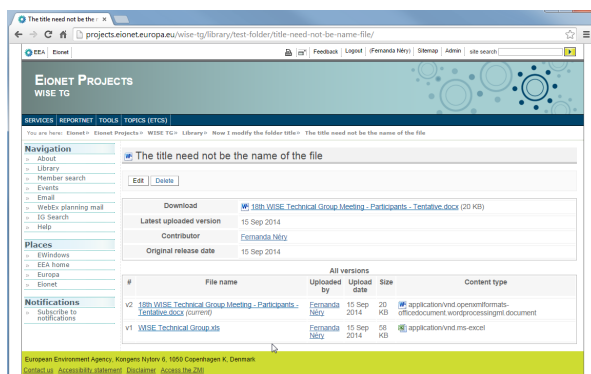 The title need not be the n
projects.eionet.europa.eu/wise-tg/library/test-folder/title-need-not-be-name-file/
EEA Eionet Feedback Logout (Fernanda Néry) Sitemap Admin site search
EIONET PROJECTS
WISE TG
SERVICES REPORTNET TOOLS TOPICS (ETCS)
You are here: Eionet» Eionet Projects» WISE TG» Library» Now I modify the folder title» The title need not be the name of the file
Navigation
» About
» Library
» Member search
» Events
» Email
» WebEx planning mail
» IG Search
» Help
Places
» EWindows
» EEA home
» Europa
» Eionet
Notifications
» Subscribe to
notifications
The title need not be the name of the file
Edit Delete
Download 18th WISE Technical Group Meeting - Participants - Tentative.docx (20 KB)
Latest uploaded version 15 Sep 2014
Contributor Fernanda Néry
Original release date 15 Sep 2014
All versions
# File name Uploaded by Upload date Size Content type
v2 18th WISE Technical Group Meeting - Participants - Fernanda 15 Sep 20 application/vnd.openxmlformats-
Tentative.docx (current) Néry 2014 KB officedocument.wordprocessingml.document
v1 WISE Technical Group.xls Fernanda 15 Sep 58 application/vnd.ms-excel
Néry 2014 KB
European Environment Agency, Kongens Nytorv 6, 1050 Copenhagen K, Denmark
Contact us Accessibility statement Disclaimer Access the ZMI